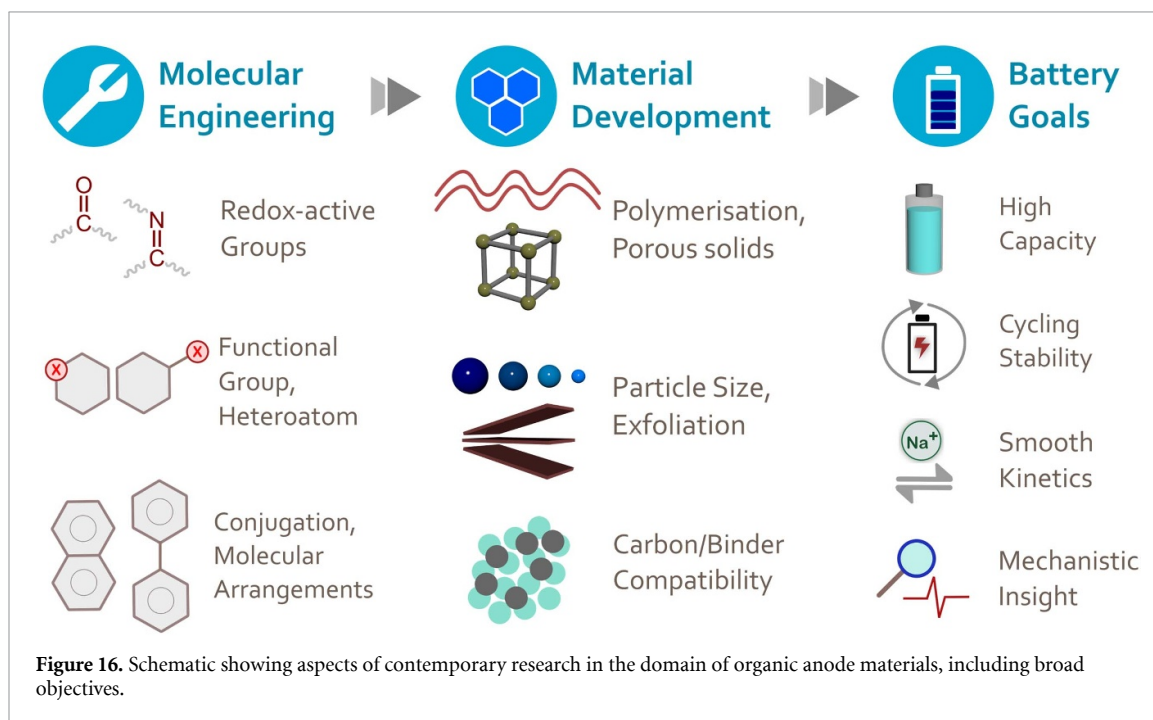 Molecular
Engineering
Material
Development
Battery
Goals
O
C
N
C
Redox-active
Groups
X
X
Functional
Group,
Heteroatom
Conjugation,
Molecular
Arrangements
Polymerisation,
Porous solids
Particle Size,
Exfoliation
Carbon/Binder
Compatibility
High
Capacity
Cycling
Stability
Na⁺
Smooth
Kinetics
Mechanistic
Insight
Figure 16. Schematic showing aspects of contemporary research in the domain of organic anode materials, including broad
objectives.